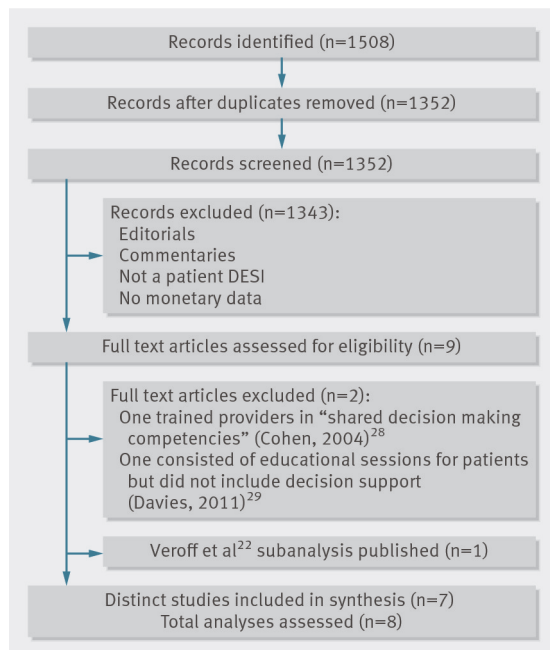 Records identified (n=1508)
Records after duplicates removed (n=1352)
Records screened (n=1352)
Records excluded (n=1343):
Editorials
Commentaries
Not a patient DESI
No monetary data
Full text articles assessed for eligibility (n=9)
Full text articles excluded (n=2):
One trained providers in “shared decision making
competencies” (Cohen, 2004)28
One consisted of educational sessions for patients
but did not include decision support
(Davies, 2011)29
Veroff et al22 subanalysis published (n=1)
Distinct studies included in synthesis (n=7)
Total analyses assessed (n=8)